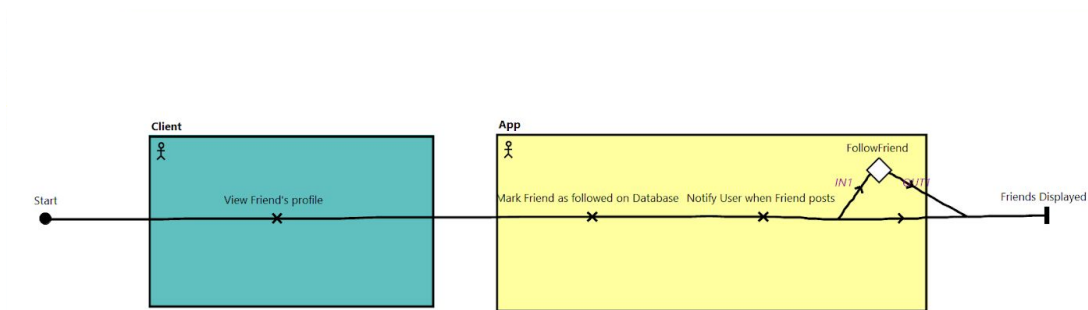 Client
App
FollowFriend
IN1
OUT1
Start
View Friend's profile
Mark Friend as followed on Database
Notify User when Friend posts
Friends Displayed